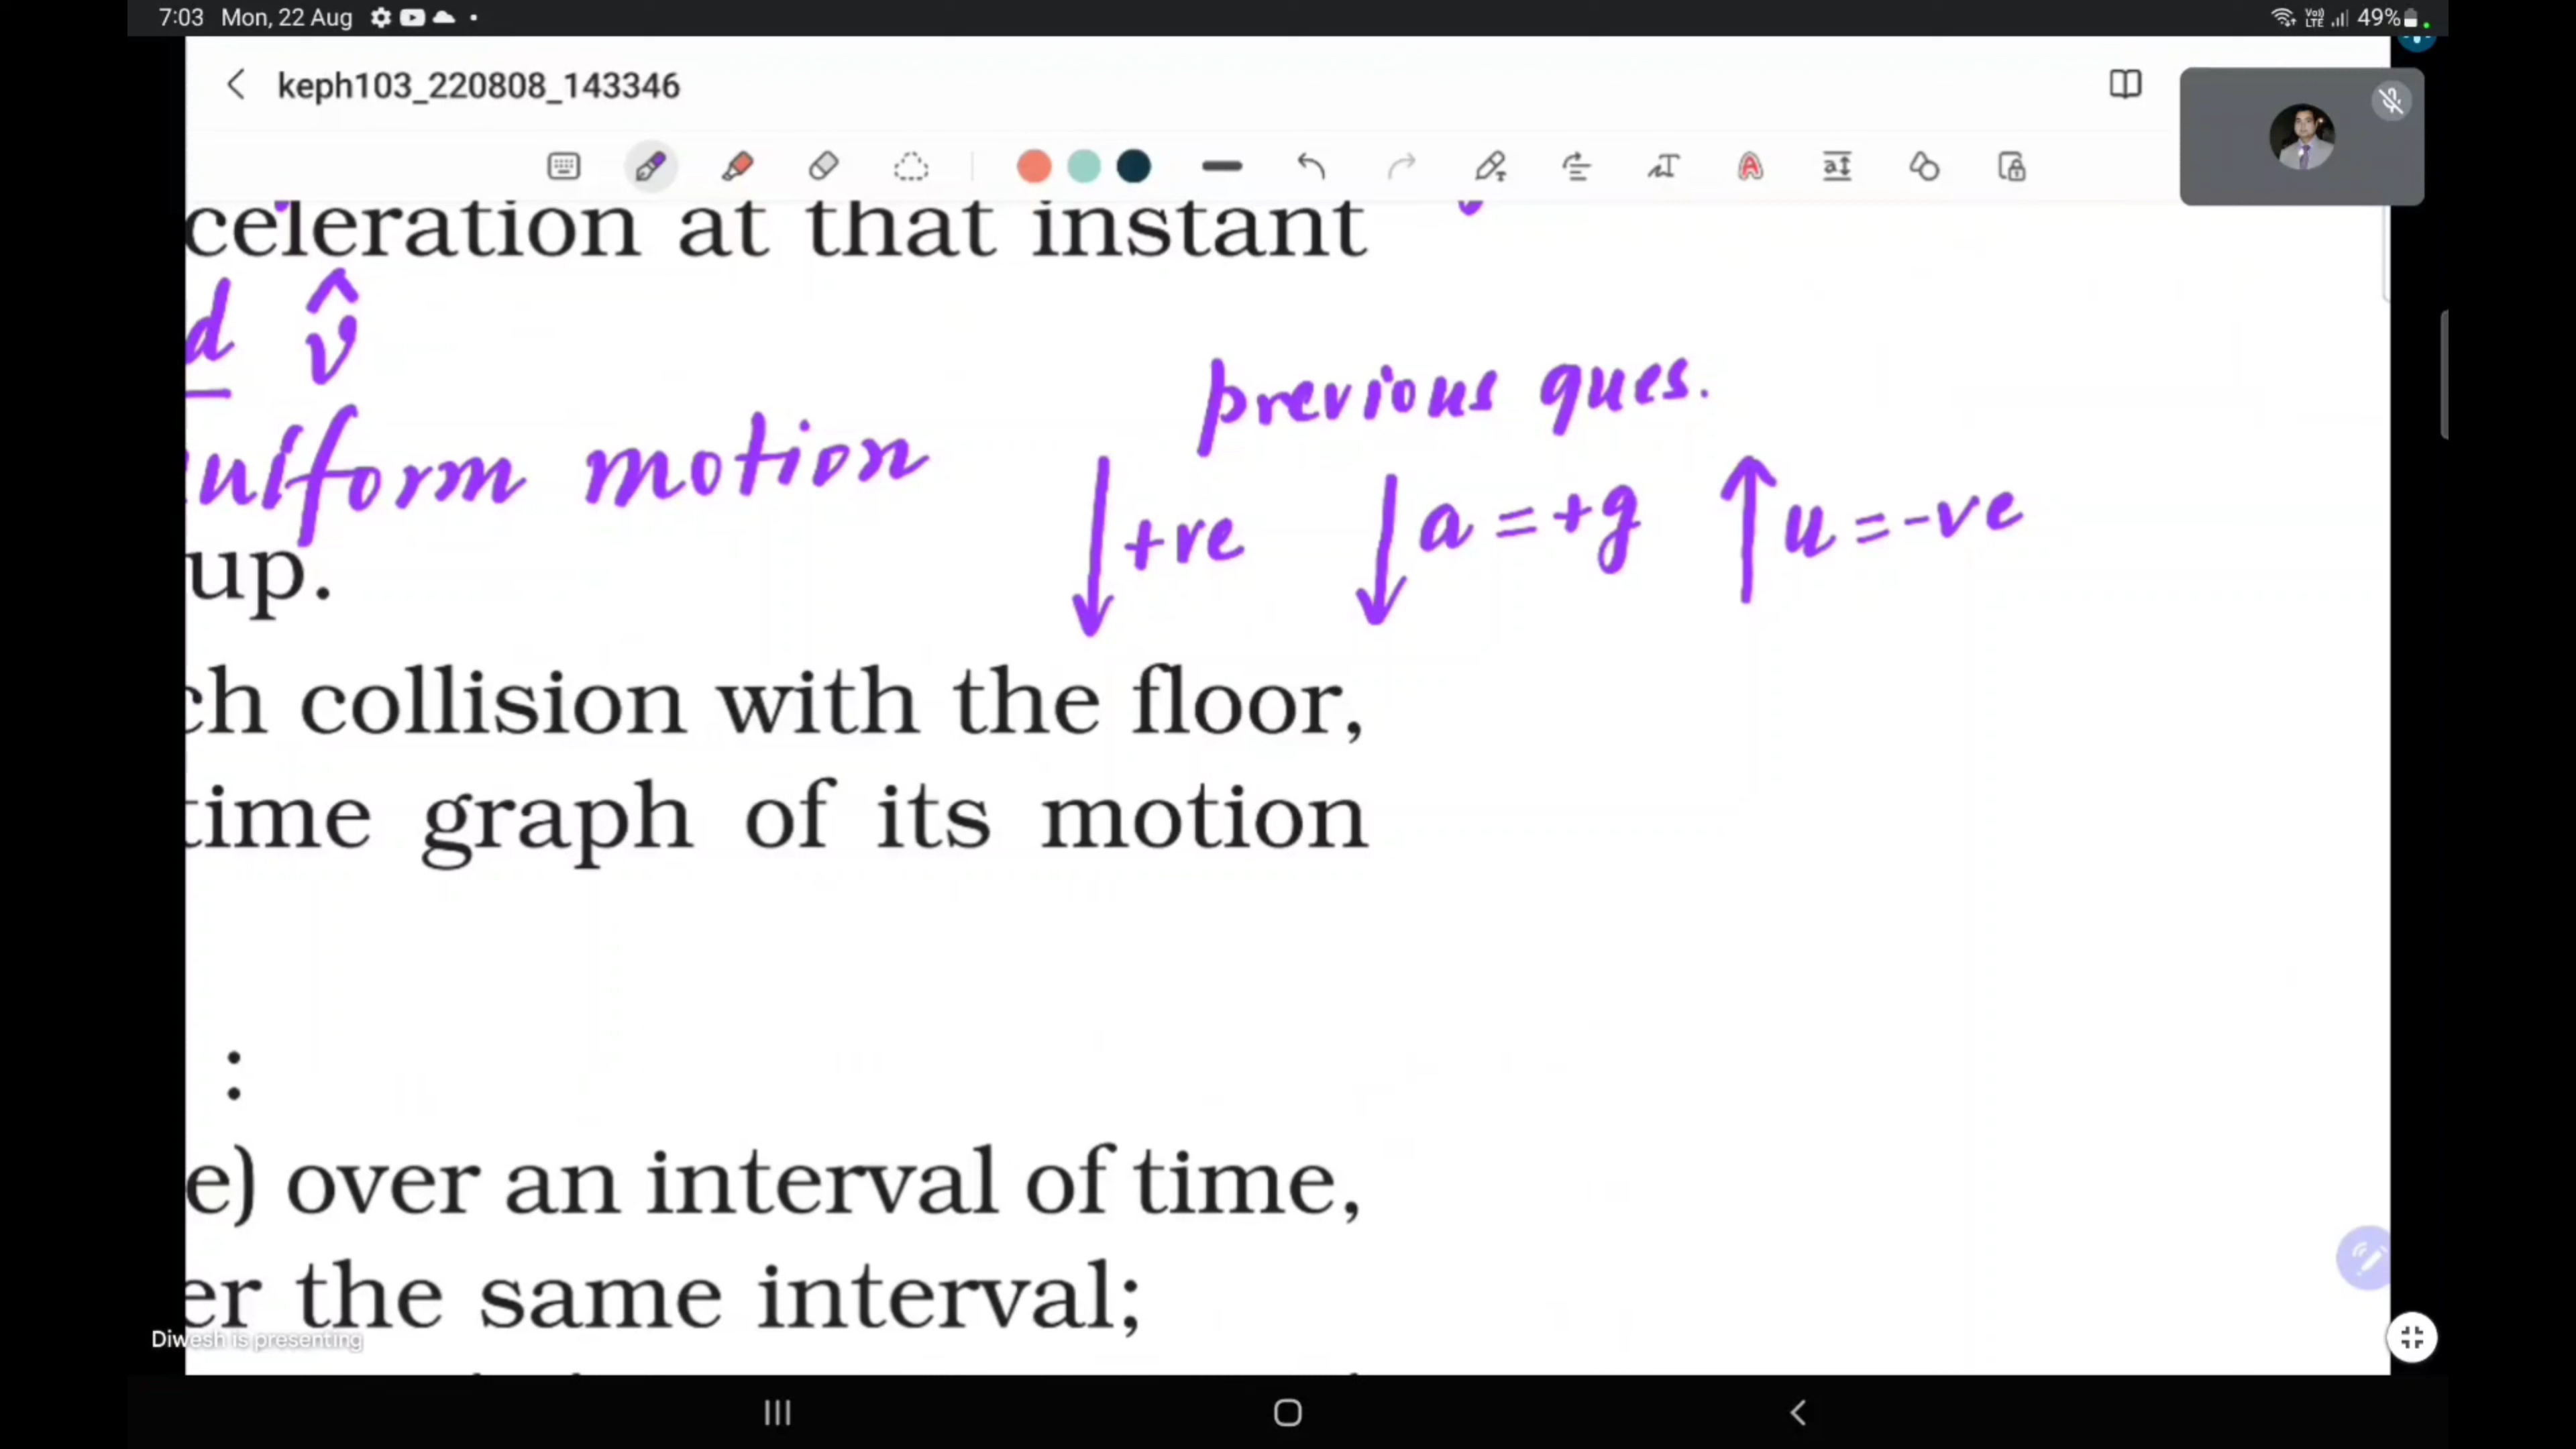 7:03 Mon, 22 Aug
Vo)) LTE 49%
keph103_220808_143346
celeration at that instant
d v̂
previous ques.
uniform motion
+ve a = +g u = -ve
up.
ch collision with the floor,
time graph of its motion
:
e) over an interval of time,
er the same interval;
Diwesh is presenting